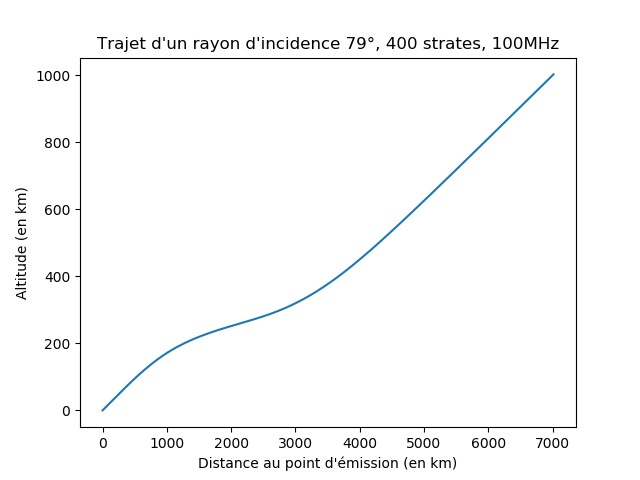 Trajet d'un rayon d'incidence 79°, 400 strates, 100MHz
1000
800
600
400
200
0
Altitude (en km)
0 1000 2000 3000 4000 5000 6000 7000
Distance au point d'émission (en km)